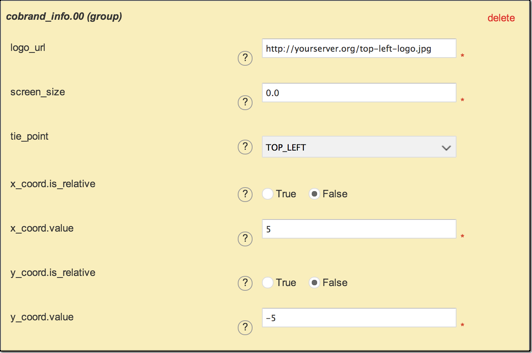 cobrand_info.00 (group) delete
logo_url ? http://yourserver.org/top-left-logo.jpg *
screen_size ? 0.0 *
tie_point ? TOP_LEFT
x_coord.is_relative ? True False
x_coord.value ? 5 *
y_coord.is_relative ? True False
y_coord.value ? -5 *